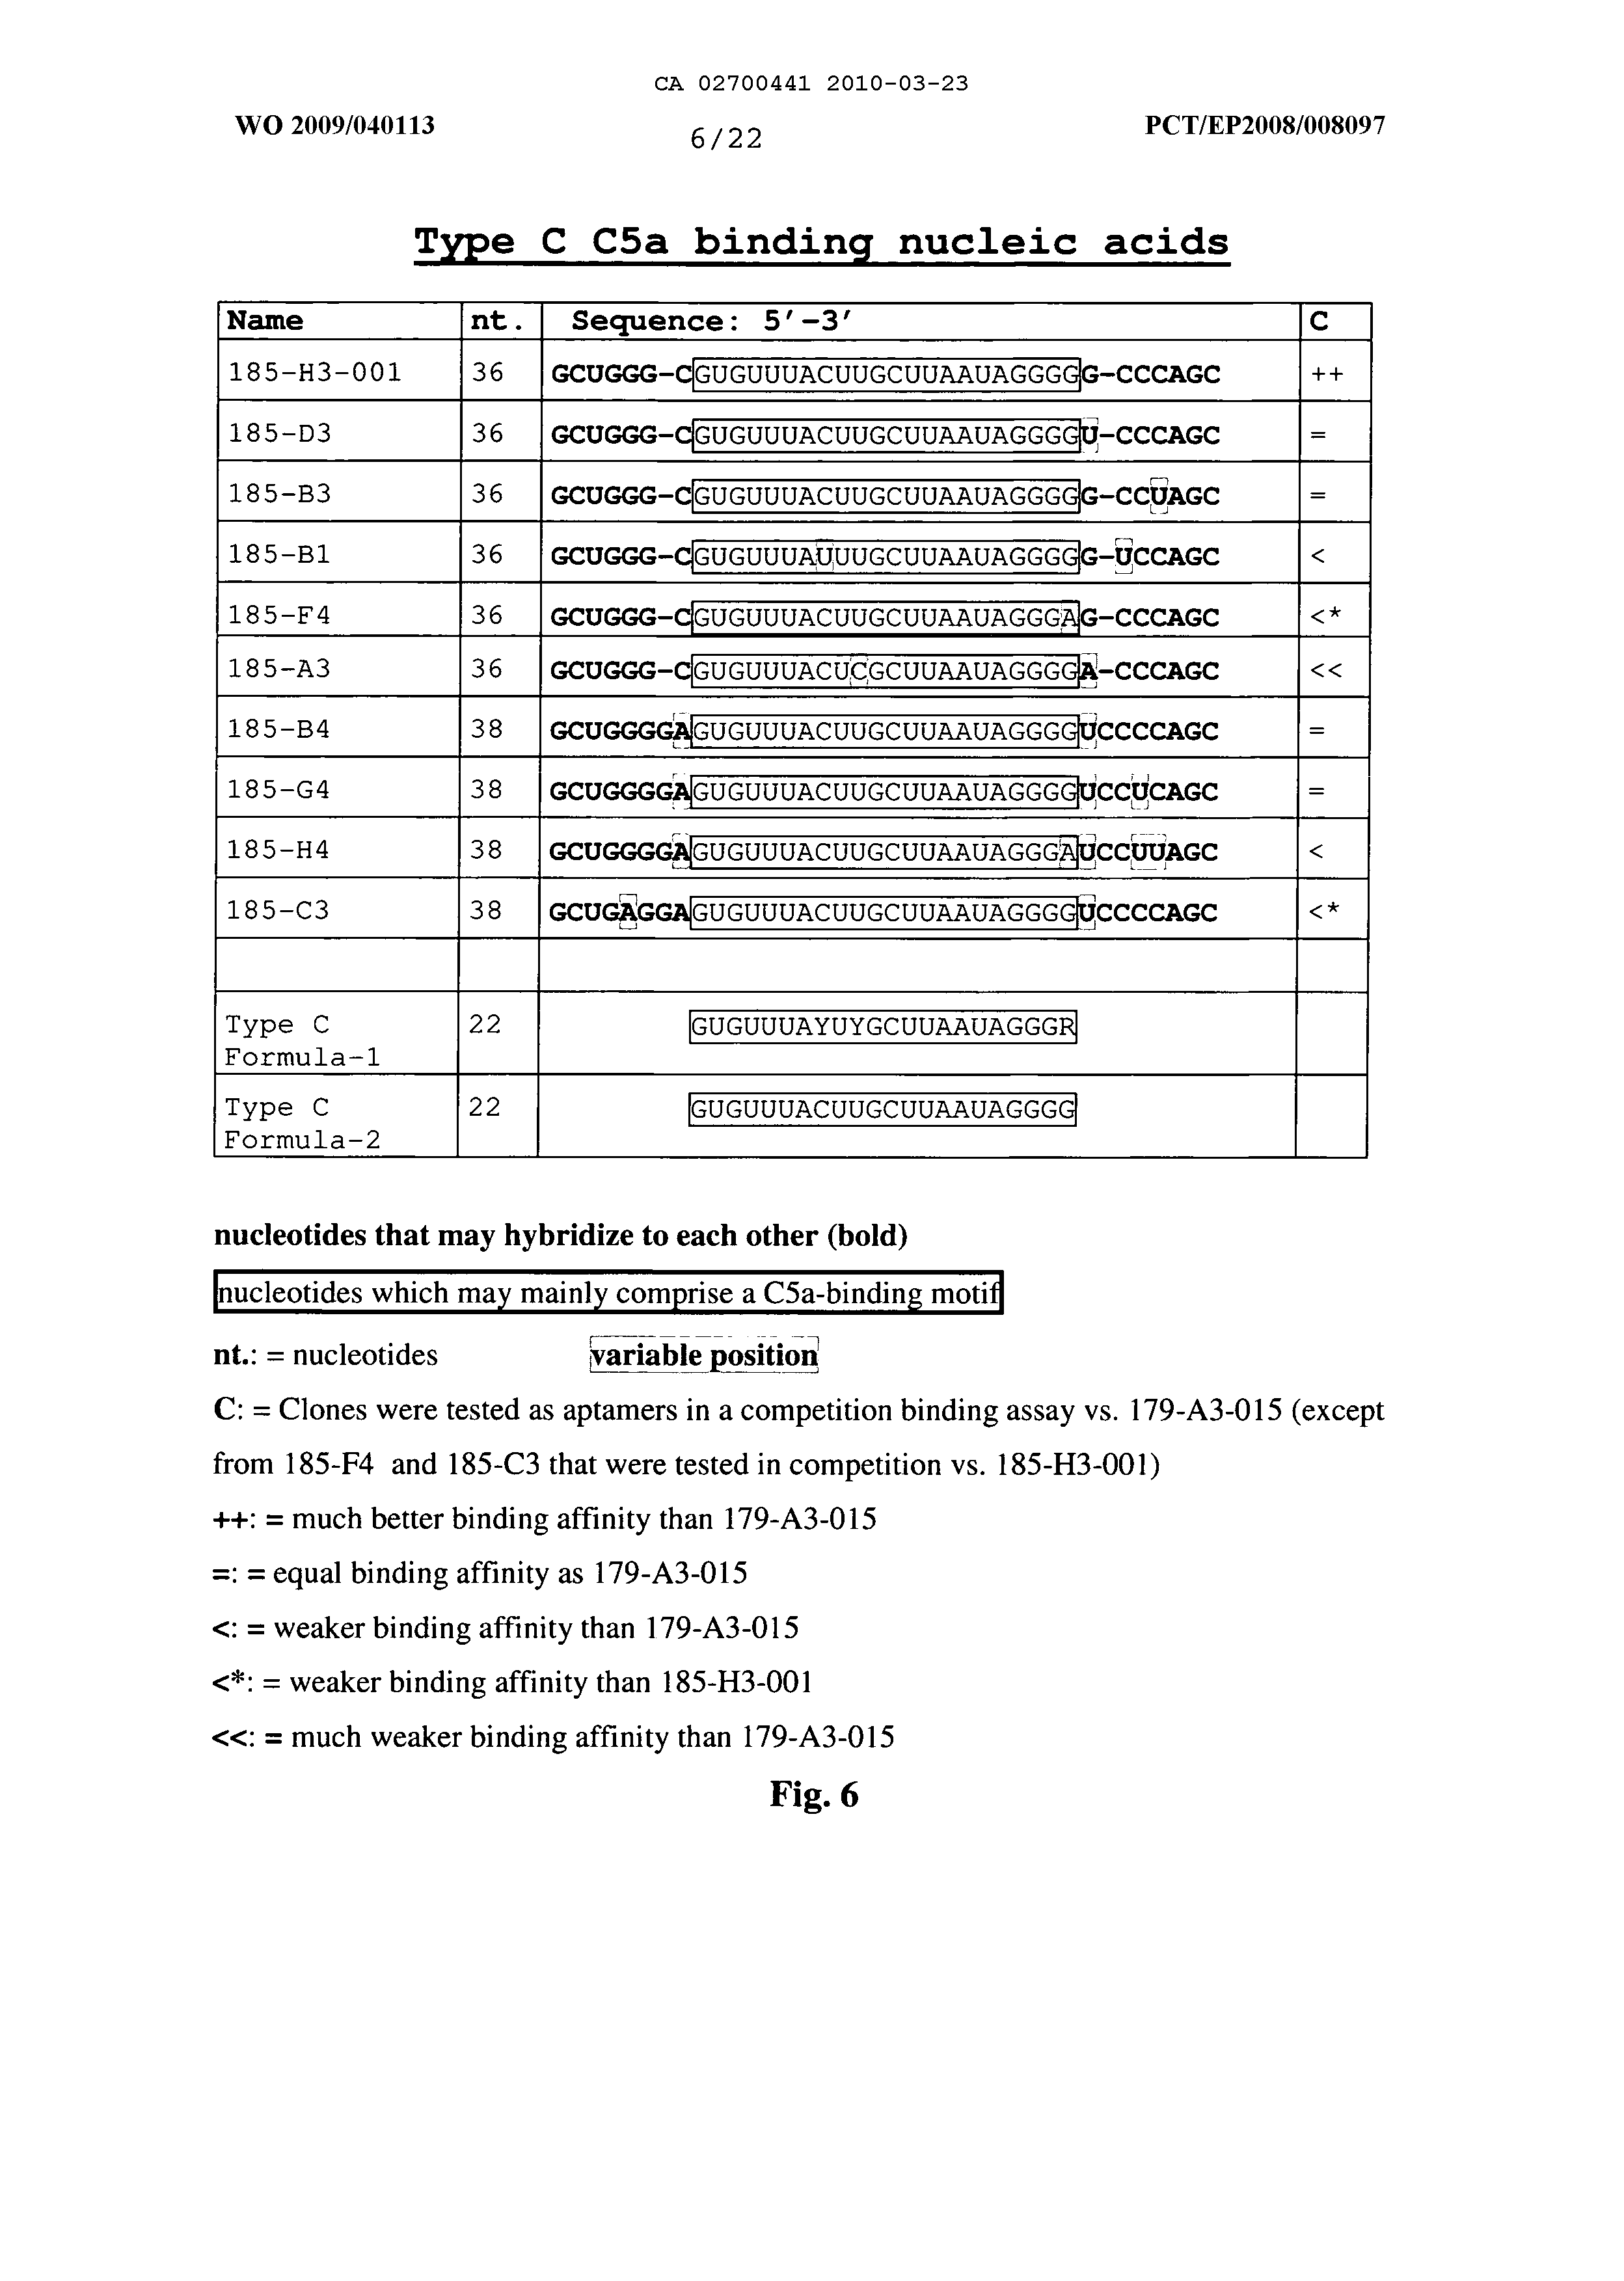 CA 02700441 2010-03-23
WO 2009/040113 6/22 PCT/EP2008/008097
Type C C5a binding nucleic acids
Name nt. Sequence: 5'-3' C
185-H3-001 36 GCUGGG-CGUGUUUACUUGCUUAAUAGGGGG-CCCAGC ++
185-D3 36 GCUGGG-CGUGUUUACUUGCUUAAUAGGGGU-CCCAGC =
185-B3 36 GCUGGG-CGUGUUUACUUGCUUAAUAGGGGG-CCUAGC =
185-B1 36 GCUGGG-CGUGUUUAUUUGCUUAAUAGGGGG-UCCAGC <
185-F4 36 GCUGGG-CGUGUUUACUUGCUUAAUAGGGAG-CCCAGC <*
185-A3 36 GCUGGG-CGUGUUUACUCGCUUAAUAGGGGA-CCCAGC <<
185-B4 38 GCUGGGGAGUGUUUACUUGCUUAAUAGGGGUCCCCAGC =
185-G4 38 GCUGGGGAGUGUUUACUUGCUUAAUAGGGGUCCUCAGC =
185-H4 38 GCUGGGGAGUGUUUACUUGCUUAAUAGGGAUCCUUAGC <
185-C3 38 GCUGAGGAGUGUUUACUUGCUUAAUAGGGGUCCCCAGC <*
Type C 22 GUGUUUAYUYGCUUAAUAGGGR
Formula-1
Type C 22 GUGUUUACUUGCUUAAUAGGGG
Formula-2
nucleotides that may hybridize to each other (bold)
nucleotides which may mainly comprise a C5a-binding motif
nt.: = nucleotides variable position
C: = Clones were tested as aptamers in a competition binding assay vs. 179-A3-015 (except
from 185-F4 and 185-C3 that were tested in competition vs. 185-H3-001)
++: = much better binding affinity than 179-A3-015
=: = equal binding affinity as 179-A3-015
<: = weaker binding affinity than 179-A3-015
<*: = weaker binding affinity than 185-H3-001
<<: = much weaker binding affinity than 179-A3-015
Fig. 6